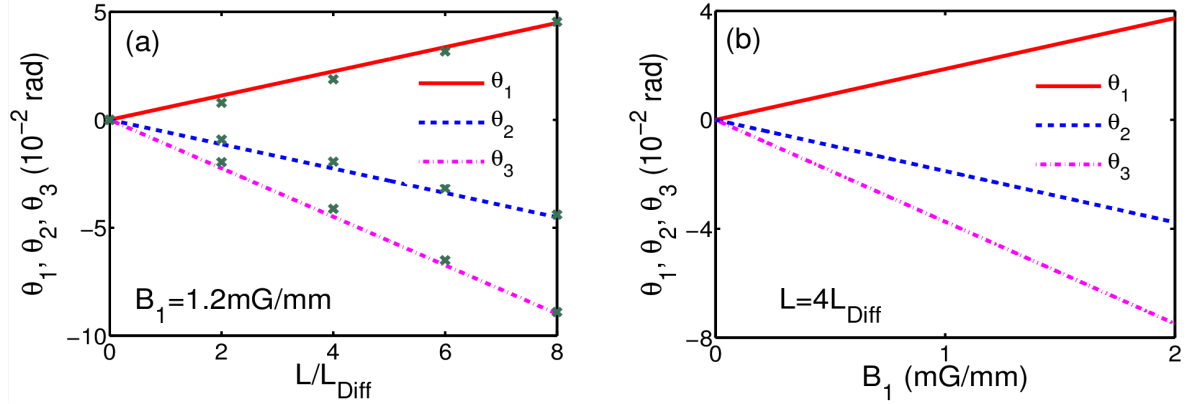 (a)
θ1, θ2, θ3 (10−2 rad)
5
0
−5
−10
θ1
θ2
θ3
B1=1.2mG/mm
0 2 4 6 8
L/LDiff
(b)
θ1, θ2, θ3 (10−2 rad)
4
0
−4
−8
θ1
θ2
θ3
L=4LDiff
0 1 2
B1 (mG/mm)